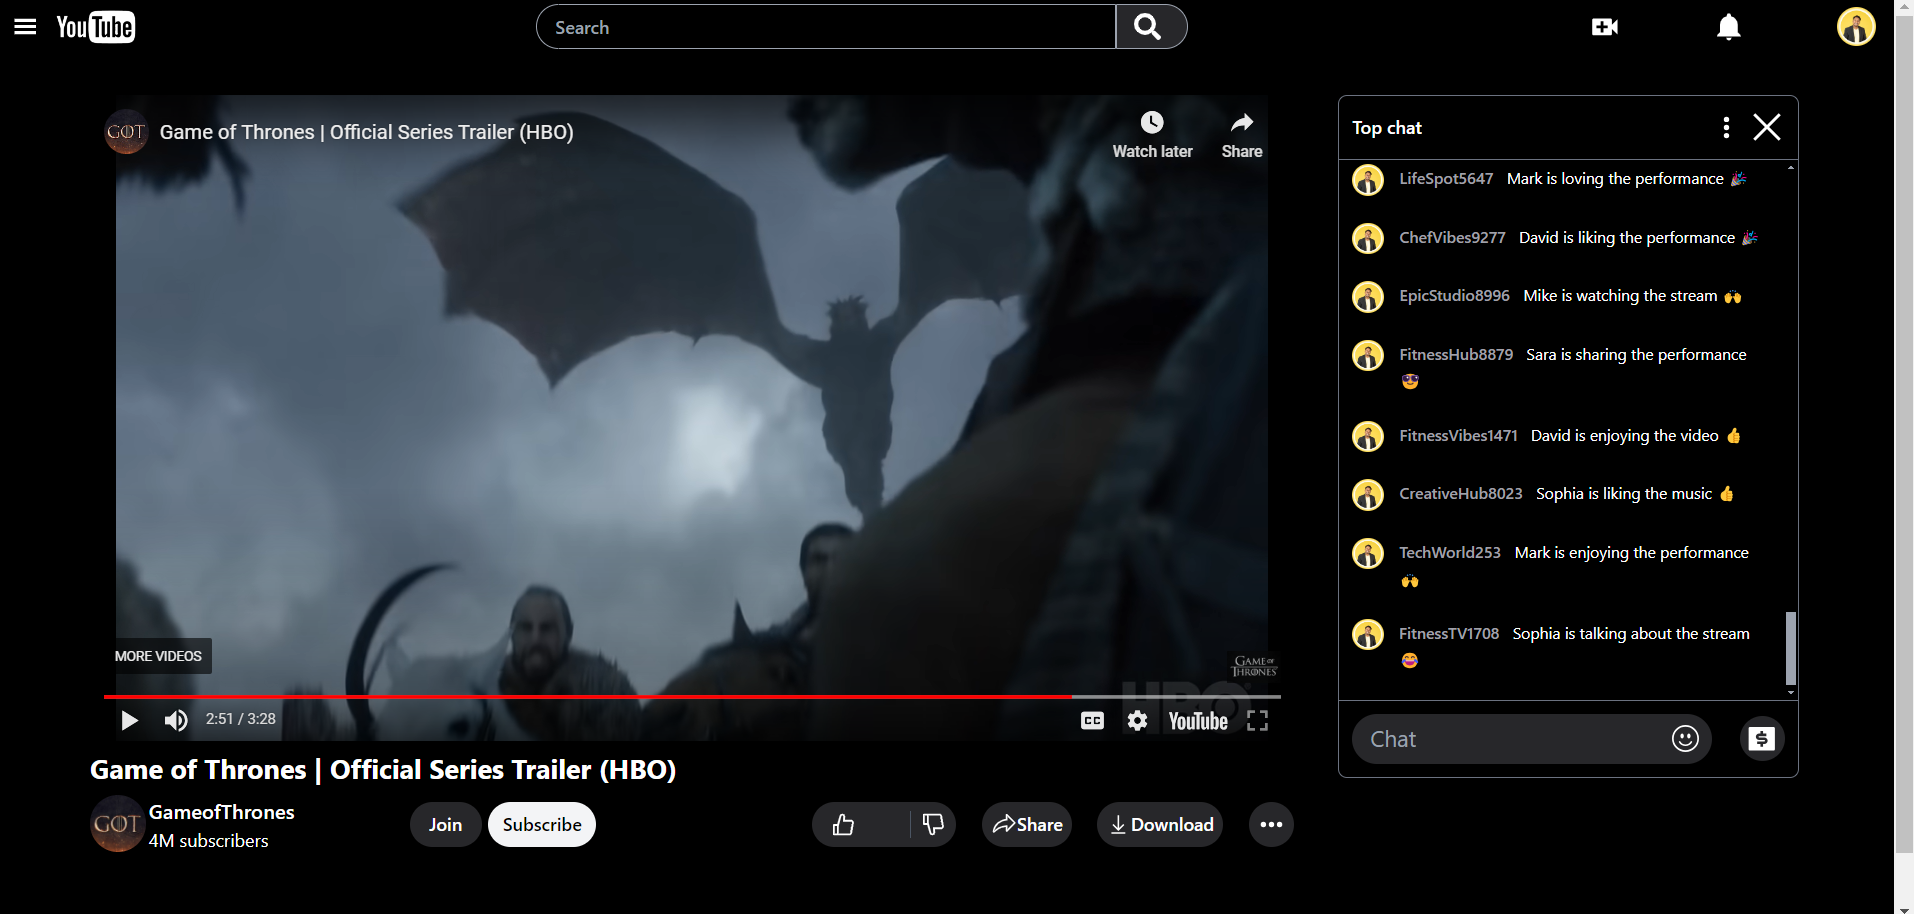 YouTube
Search
GOT
Game of Thrones | Official Series Trailer (HBO)
Watch later
Share
MORE VIDEOS
GAME OF
THRONES
HBO
2:51 / 3:28
CC
YouTube
Game of Thrones | Official Series Trailer (HBO)
GOT
GameofThrones
4M subscribers
Join
Subscribe
Share
Download
Top chat
LifeSpot5647 Mark is loving the performance 🎉
ChefVibes9277 David is liking the performance 🎉
EpicStudio8996 Mike is watching the stream 🙌
FitnessHub8879 Sara is sharing the performance
😎
FitnessVibes1471 David is enjoying the video 👍
CreativeHub8023 Sophia is liking the music 👍
TechWorld253 Mark is enjoying the performance
🙌
FitnessTV1708 Sophia is talking about the stream
😂
Chat
$